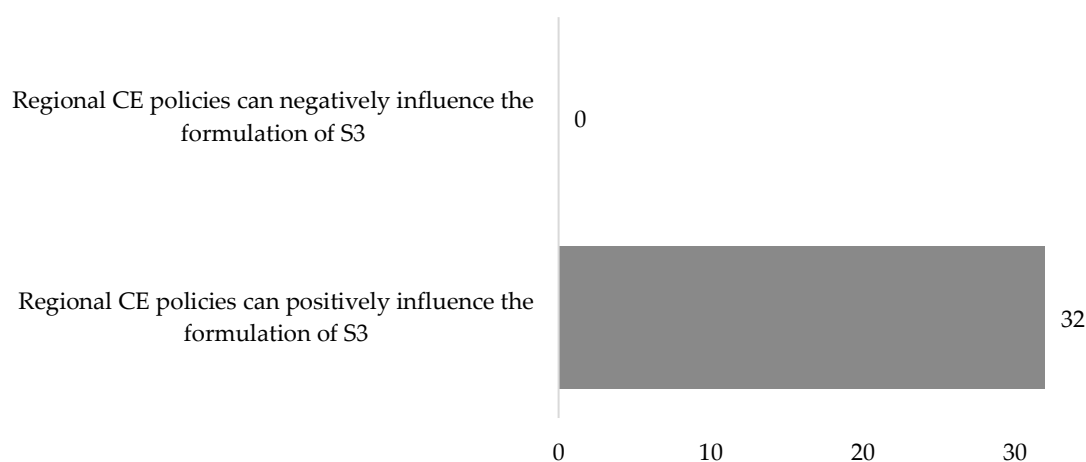 Regional CE policies can negatively influence the
formulation of S3
0
Regional CE policies can positively influence the
formulation of S3
32
0 10 20 30